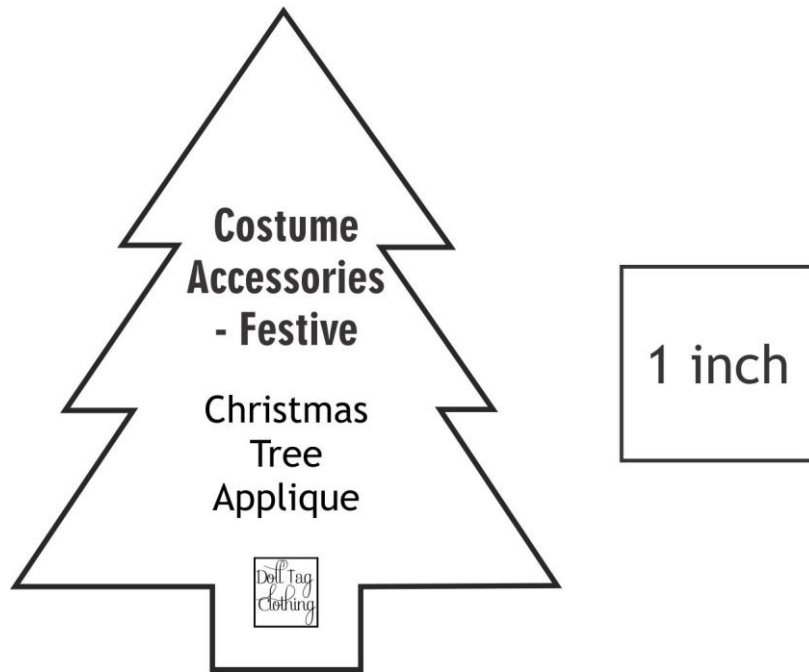 Costume
Accessories
- Festive
Christmas
Tree
Applique
Doll Tag
Clothing
1 inch